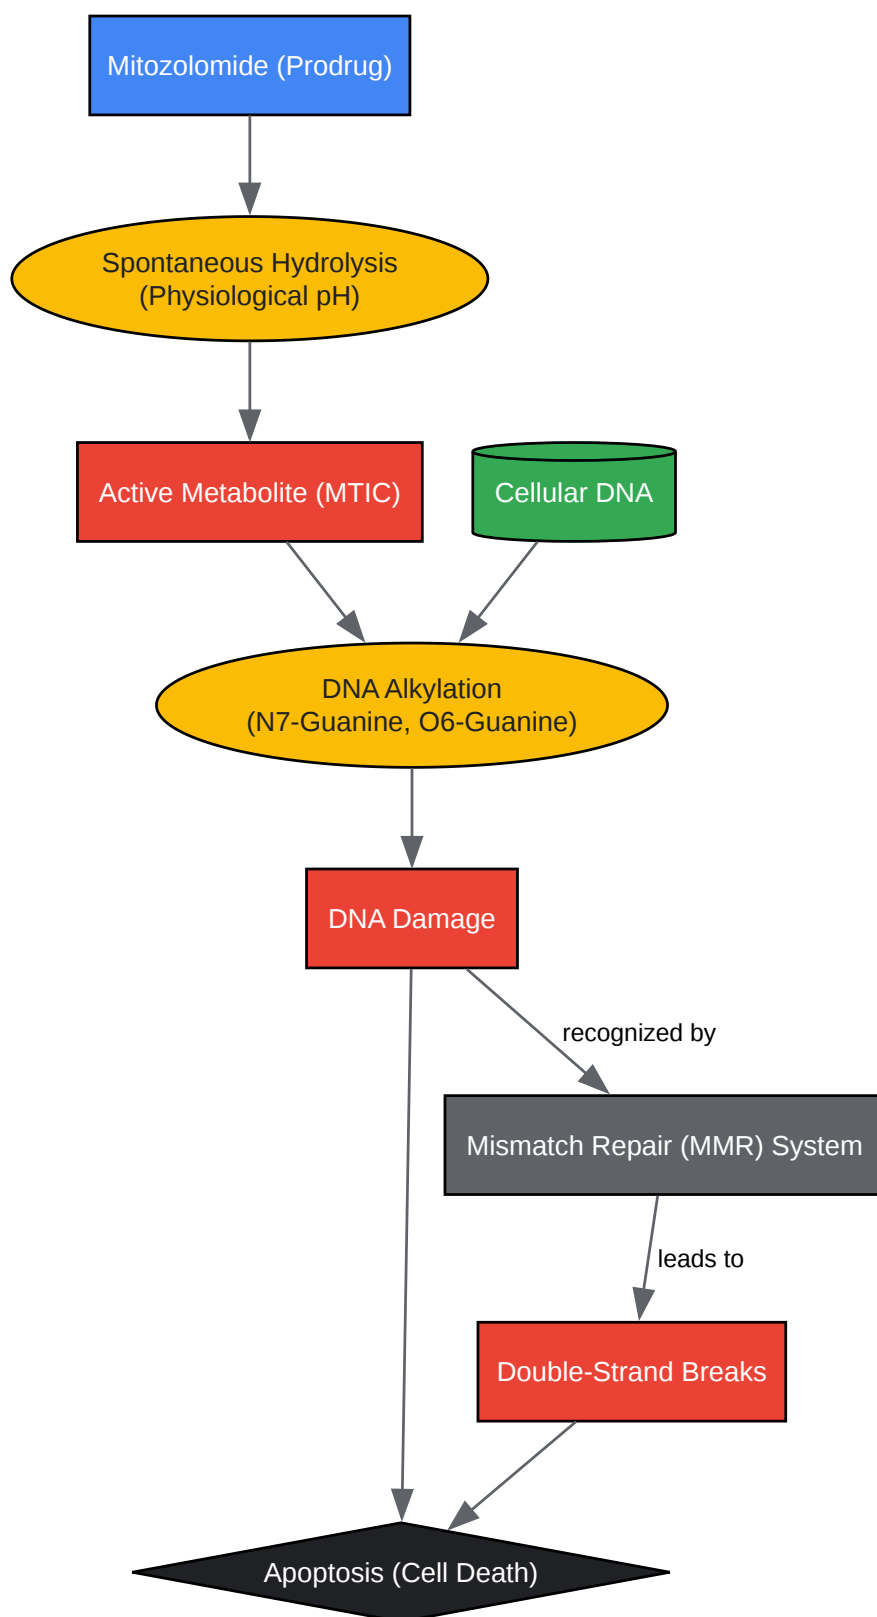 Mitozolomide (Prodrug)
Spontaneous Hydrolysis
(Physiological pH)
Active Metabolite (MTIC)
Cellular DNA
DNA Alkylation
(N7-Guanine, O6-Guanine)
DNA Damage
recognized by
Mismatch Repair (MMR) System
leads to
Double-Strand Breaks
Apoptosis (Cell Death)